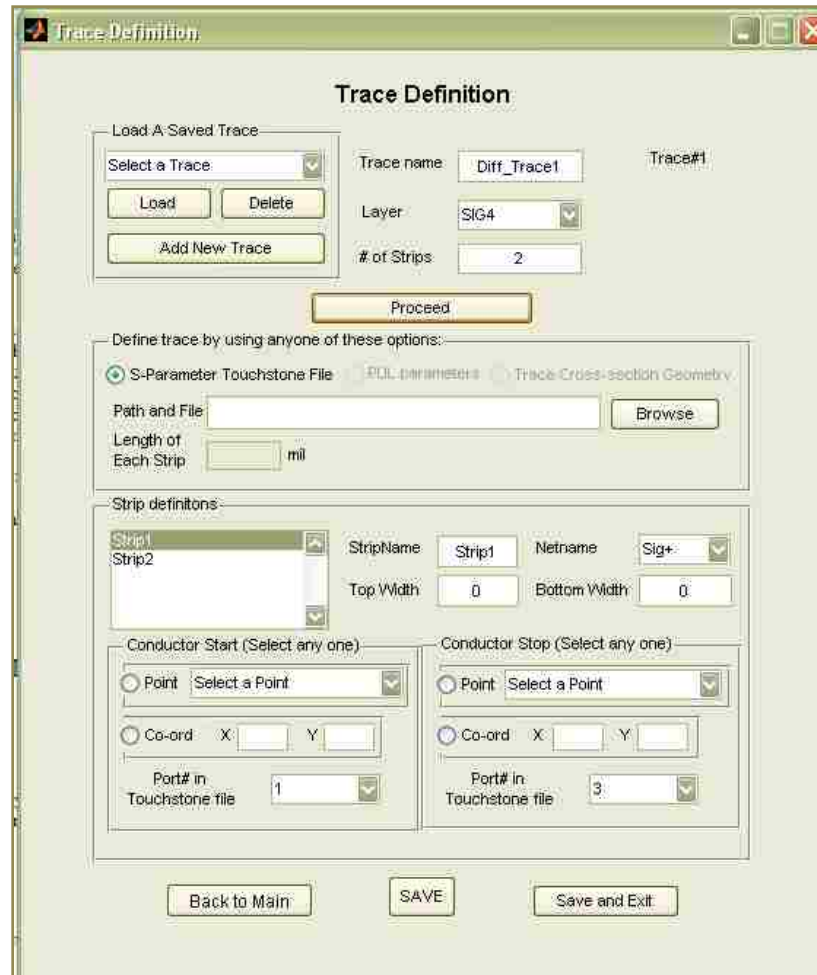 Trace Definition
Trace Definition
Load A Saved Trace
Select a Trace
Load Delete
Add New Trace
Trace name Diff_Trace1 Trace#1
Layer SIG4
# of Strips 2
Proceed
Define trace by using anyone of these options:
S-Parameter Touchstone File PUL parameters Trace Cross-section Geometry
Path and File Browse
Length of
Each Strip mil
Strip definitons
Strip1
Strip2
StripName Strip1 Netname Sig+
Top Width 0 Bottom Width 0
Conductor Start (Select any one)
Point Select a Point
Co-ord X Y
Port# in
Touchstone file 1
Conductor Stop (Select any one)
Point Select a Point
Co-ord X Y
Port# in
Touchstone file 3
Back to Main SAVE Save and Exit